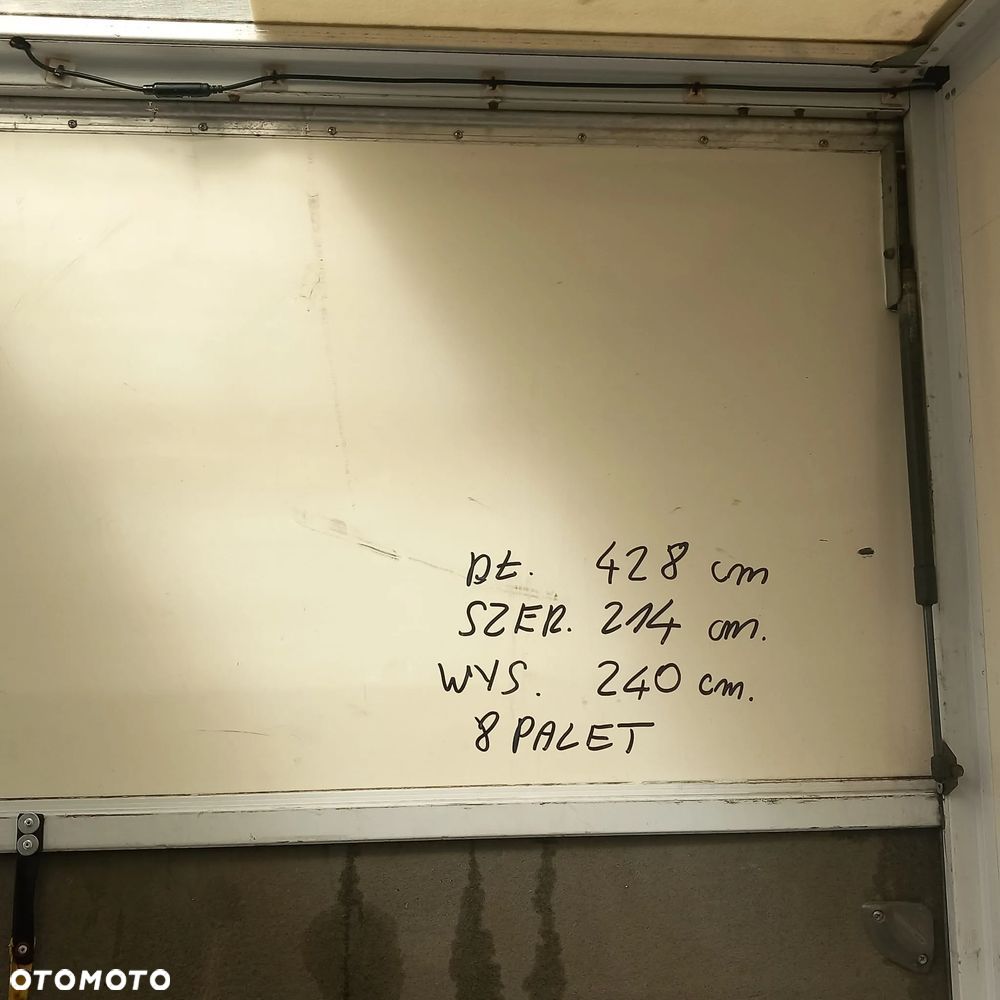 DŁ. 428 cm
SZER. 214 cm.
WYS. 240 cm.
8 PALET
OTOMOTO